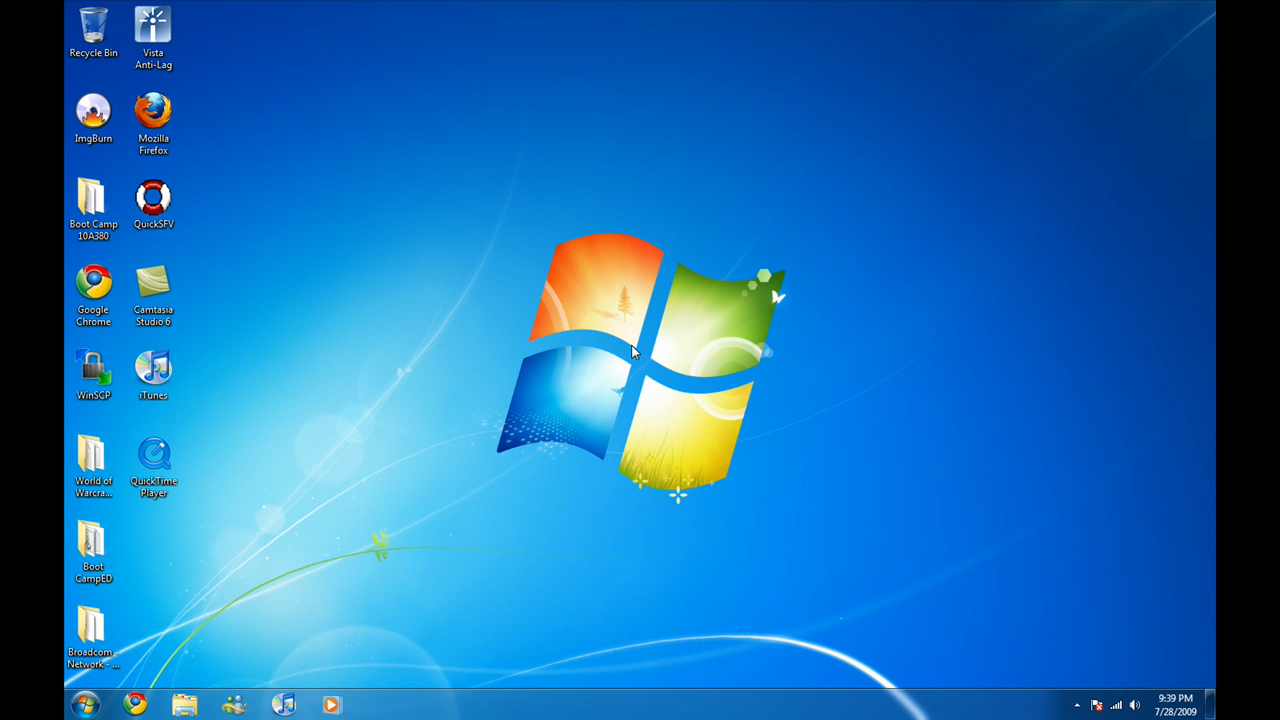 Recycle Bin
Vista
Anti-Lag
ImgBurn
Mozilla
Firefox
Boot Camp
10A380
QuickSFV
Google
Chrome
Camtasia
Studio 6
WinSCP
iTunes
World of
Warcra...
QuickTime
Player
Boot
CampED
Broadcom -
Network - ...
9:39 PM
7/28/2009